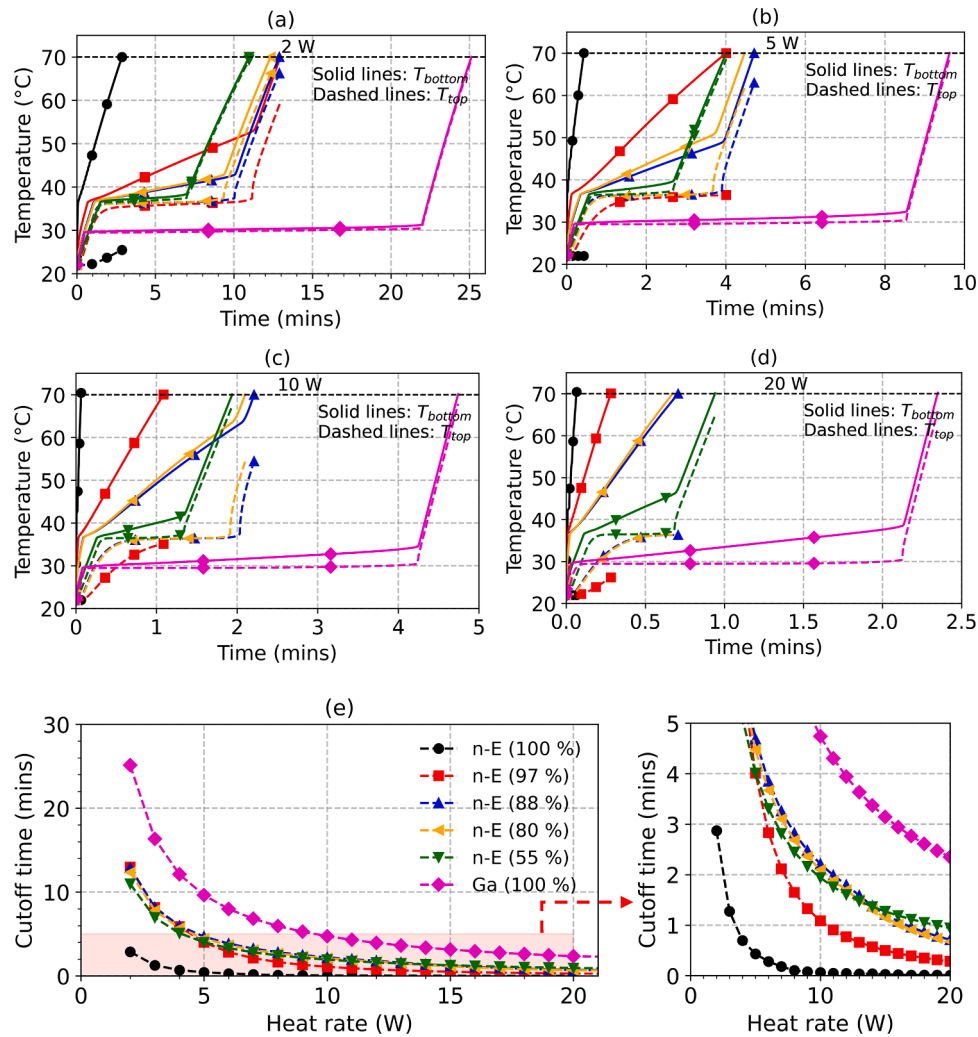 (a)
2 W
Solid lines: T_bottom
Dashed lines: T_top
Temperature (°C)
70
60
50
40
30
20
0 5 10 15 20 25
Time (mins)
(b)
5 W
Solid lines: T_bottom
Dashed lines: T_top
Temperature (°C)
70
60
50
40
30
20
0 2 4 6 8 10
Time (mins)
(c)
10 W
Solid lines: T_bottom
Dashed lines: T_top
Temperature (°C)
70
60
50
40
30
20
0 1 2 3 4 5
Time (mins)
(d)
20 W
Solid lines: T_bottom
Dashed lines: T_top
Temperature (°C)
70
60
50
40
30
20
0.0 0.5 1.0 1.5 2.0 2.5
Time (mins)
(e)
Cutoff time (mins)
30
20
10
0
n-E (100 %)
n-E (97 %)
n-E (88 %)
n-E (80 %)
n-E (55 %)
Ga (100 %)
0 5 10 15 20
Heat rate (W)
Cutoff time (mins)
5
4
3
2
1
0
10 20
Heat rate (W)